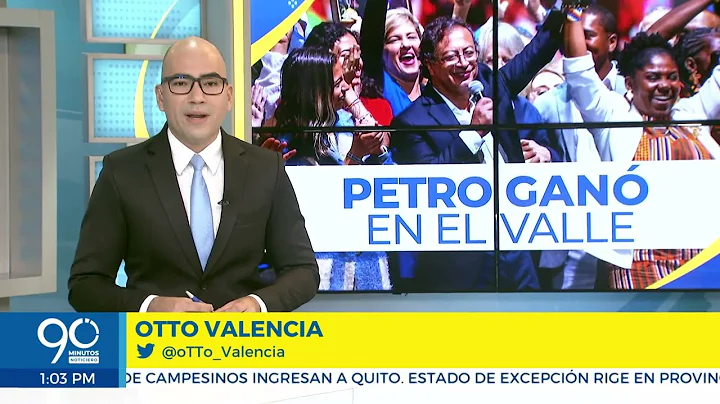 PETRO GANÓ
EN EL VALLE
OTTO VALENCIA
@oTTo_Valencia
90
MINUTOS
NOTICIERO
1:03 PM
DE CAMPESINOS INGRESAN A QUITO. ESTADO DE EXCEPCIÓN RIGE EN PROVIN